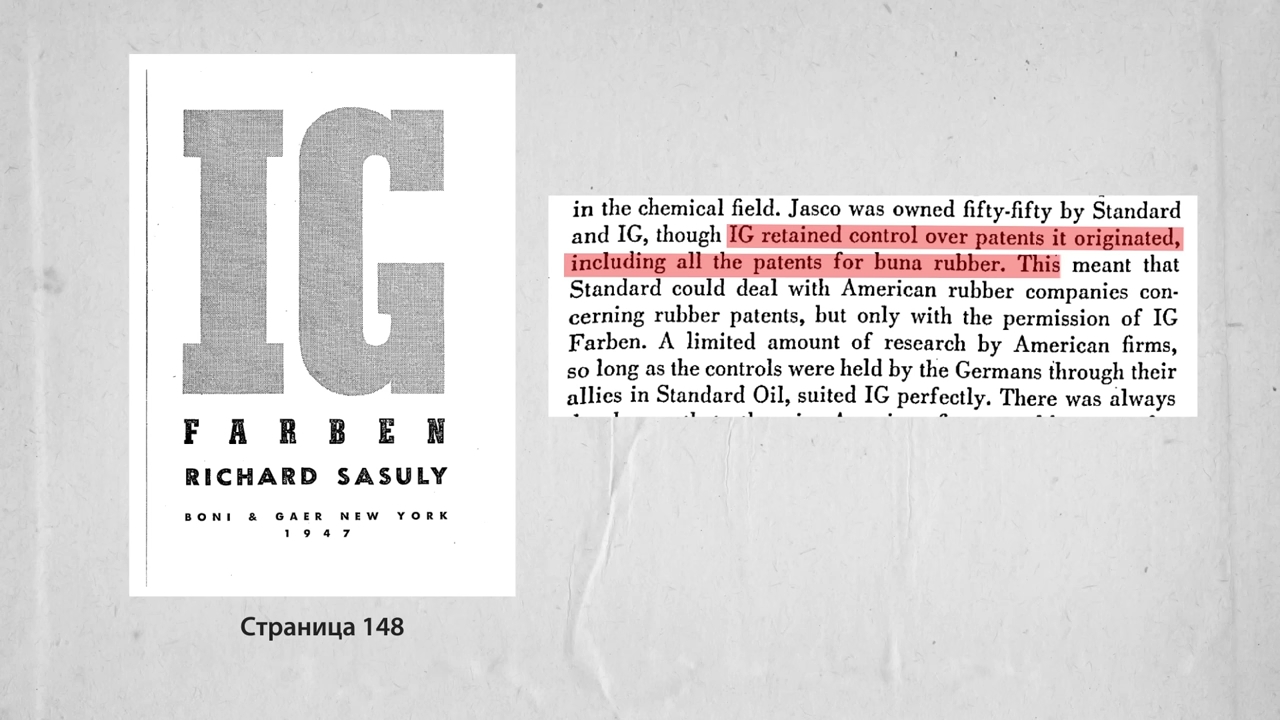 IG
FARBEN
RICHARD SASULY
BONI & GAER NEW YORK
1947
Страница 148
in the chemical field. Jasco was owned fifty-fifty by Standard
and IG, though IG retained control over patents it originated,
including all the patents for buna rubber. This meant that
Standard could deal with American rubber companies con-
cerning rubber patents, but only with the permission of IG
Farben. A limited amount of research by American firms,
so long as the controls were held by the Germans through their
allies in Standard Oil, suited IG perfectly. There was always